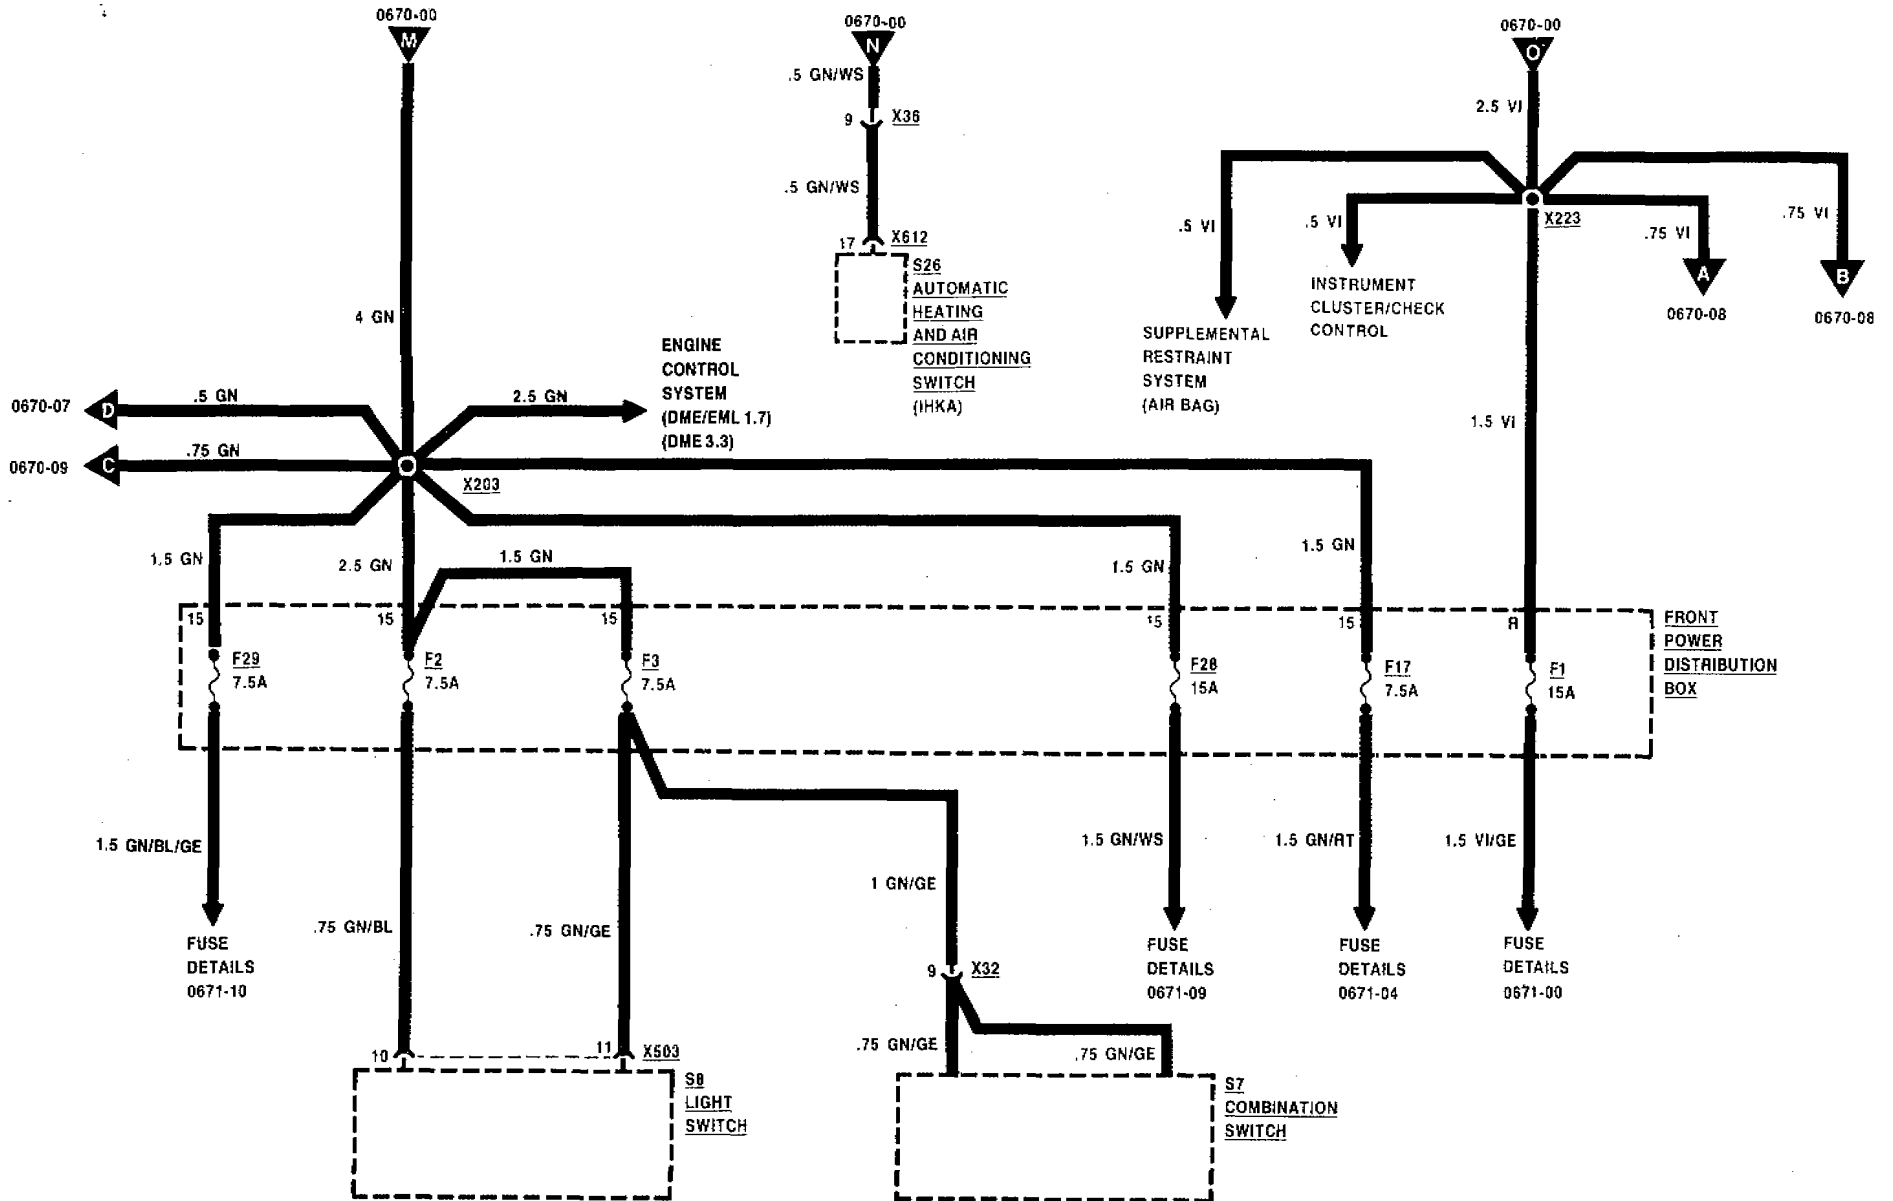 0670-00
M
0670-00
N
0670-00
O
.5 GN/WS
9 X36
.5 GN/WS
17 X612
S26
AUTOMATIC
HEATING
AND AIR
CONDITIONING
SWITCH
(IHKA)
2.5 VI
X223
.5 VI
.5 VI
.75 VI
.75 VI
A
B
0670-08
0670-08
INSTRUMENT
CLUSTER/CHECK
CONTROL
SUPPLEMENTAL
RESTRAINT
SYSTEM
(AIR BAG)
1.5 VI
4 GN
ENGINE
CONTROL
SYSTEM
(DME/EML 1.7)
(DME 3.3)
0670-07
D
.5 GN
2.5 GN
0670-09
C
.75 GN
X203
1.5 GN
2.5 GN
1.5 GN
1.5 GN
1.5 GN
15
15
15
15
15
R
FRONT
POWER
DISTRIBUTION
BOX
F29
7.5A
F2
7.5A
F3
7.5A
F28
15A
F17
7.5A
F1
15A
1.5 GN/BL/GE
.75 GN/BL
.75 GN/GE
1 GN/GE
1.5 GN/WS
1.5 GN/RT
1.5 VI/GE
FUSE
DETAILS
0671-10
FUSE
DETAILS
0671-09
FUSE
DETAILS
0671-04
FUSE
DETAILS
0671-00
9 X32
.75 GN/GE
.75 GN/GE
10
11 X503
S8
LIGHT
SWITCH
S7
COMBINATION
SWITCH